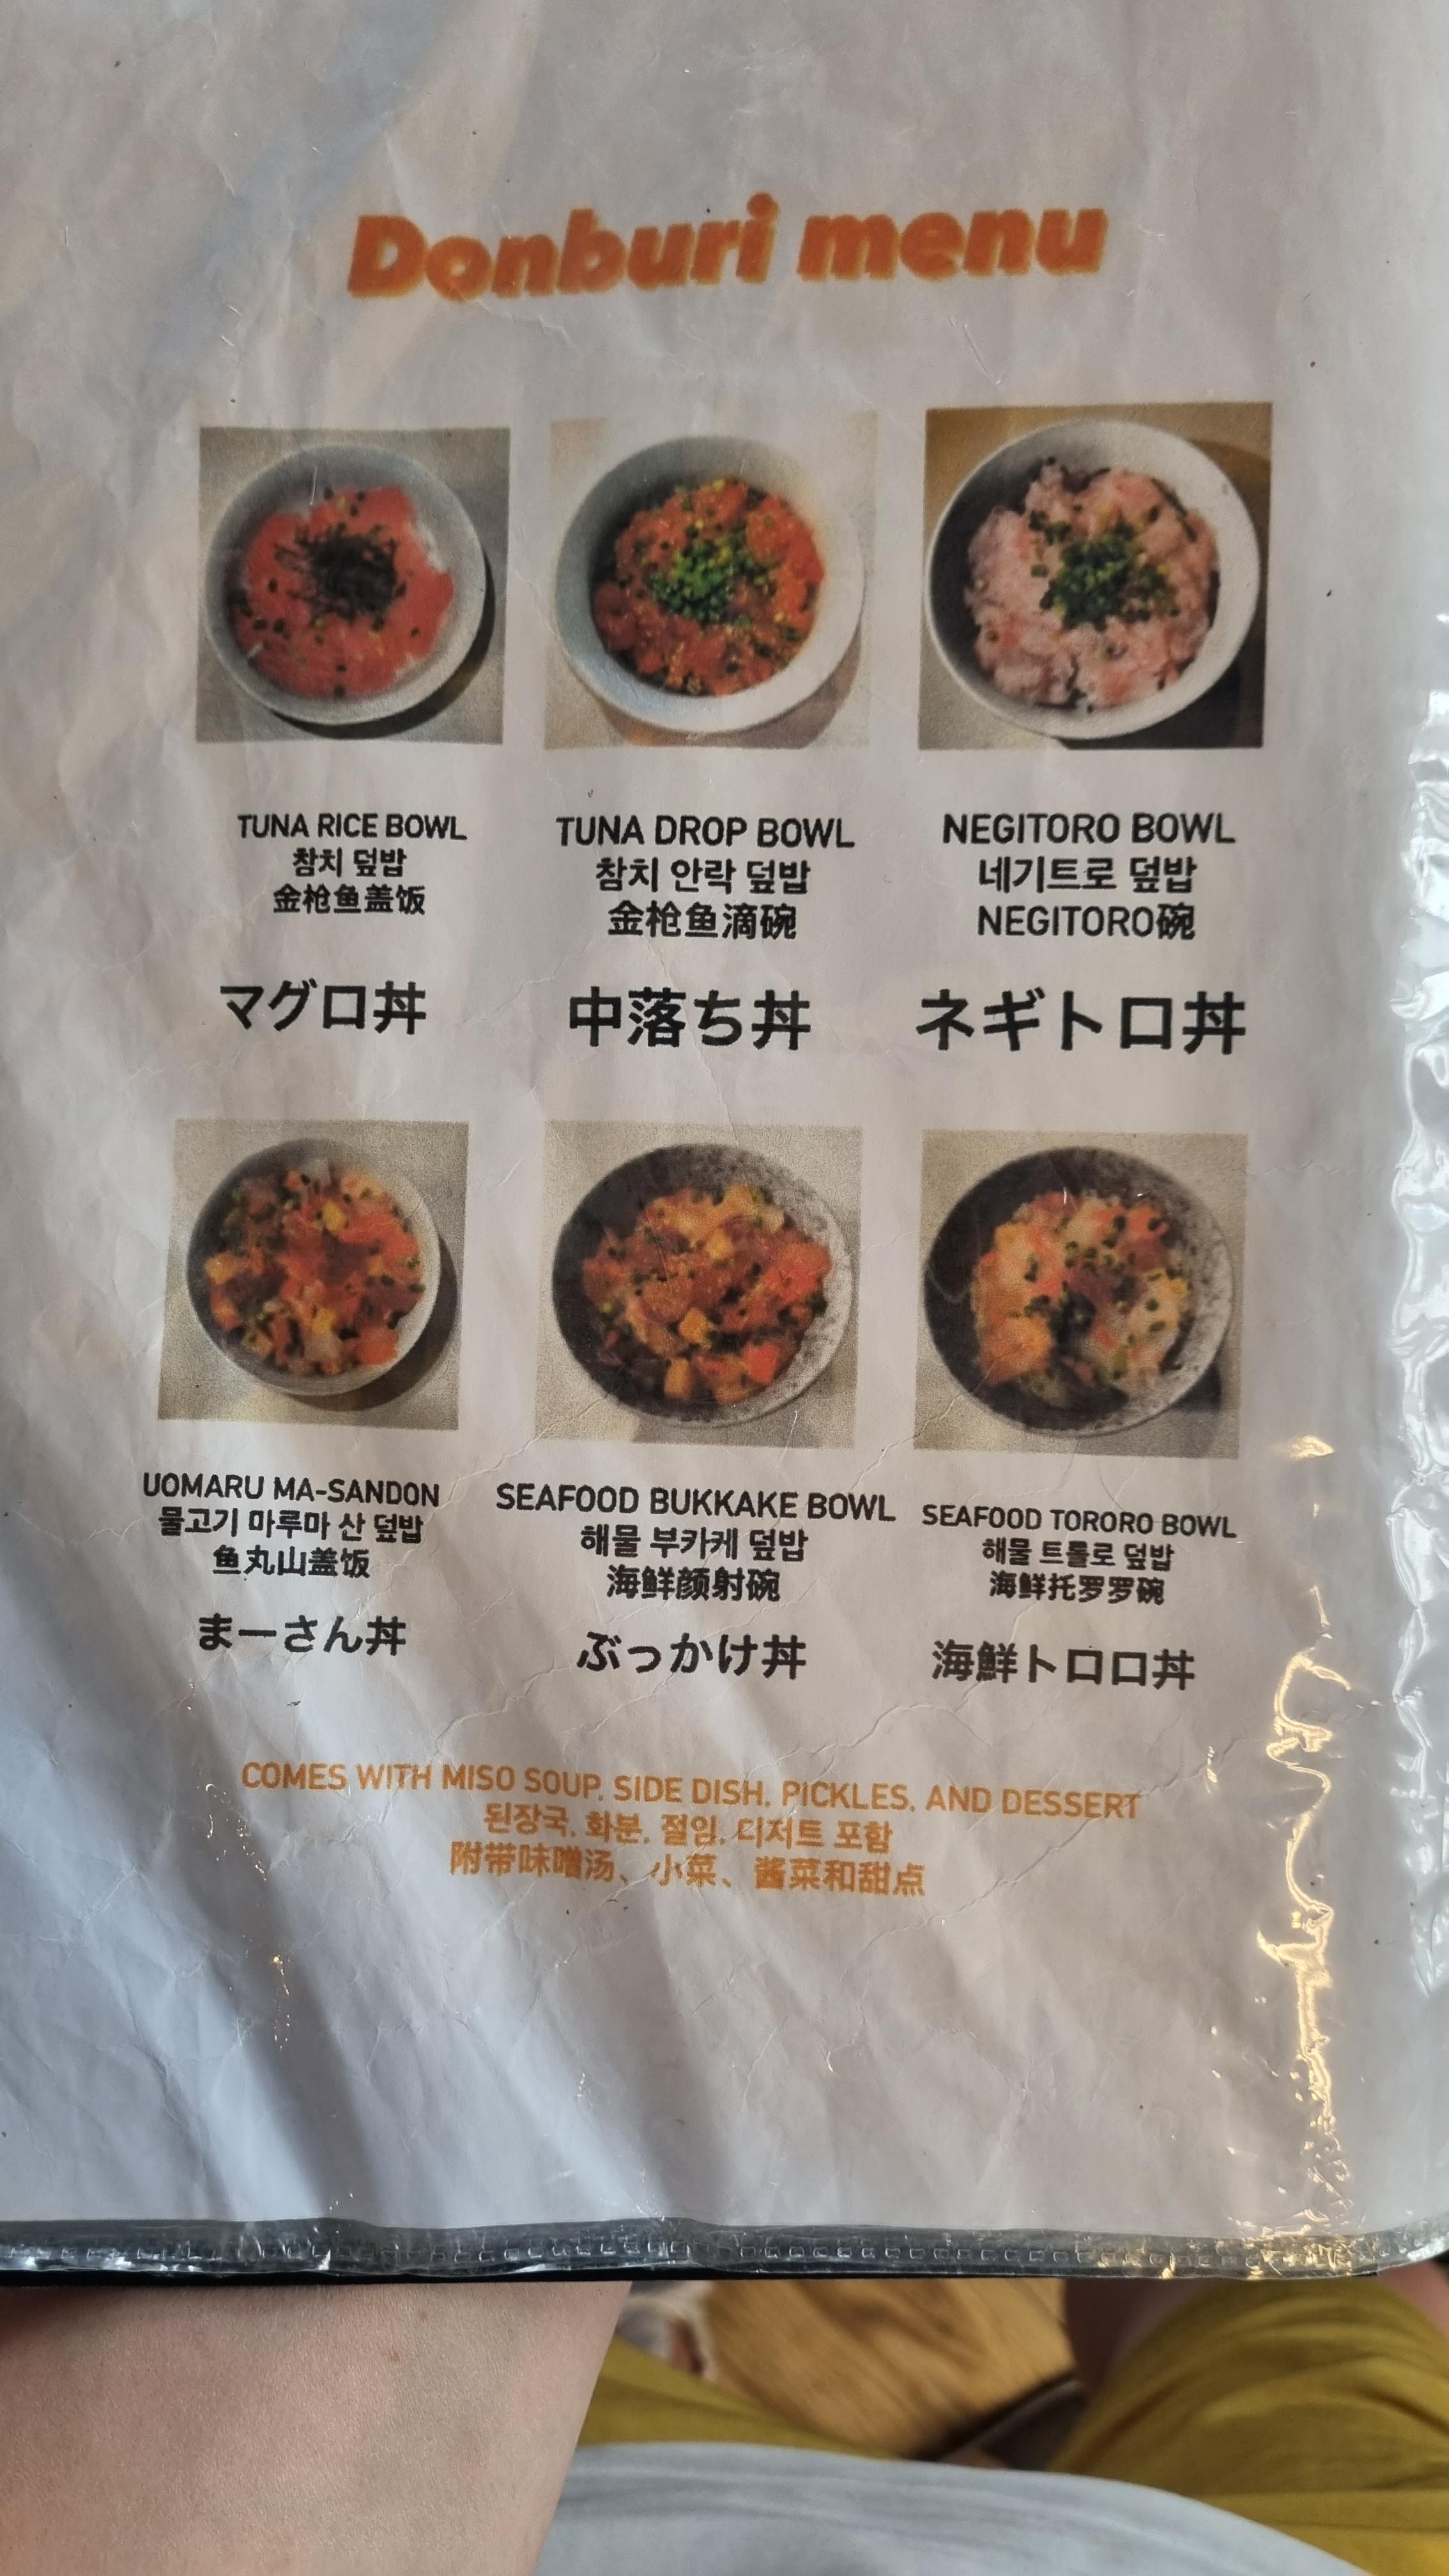 Donburi menu
TUNA RICE BOWL
참치 덮밥
金枪鱼盖饭
マグロ丼
TUNA DROP BOWL
참치 안락 덮밥
金枪鱼滴碗
中落ち丼
NEGITORO BOWL
네기트로 덮밥
NEGITORO碗
ネギトロ丼
UOMARU MA-SANDON
물고기 마루마 산 덮밥
鱼丸山盖饭
まーさん丼
SEAFOOD BUKKAKE BOWL
해물 부카케 덮밥
海鲜颜射碗
ぶっかけ丼
SEAFOOD TORORO BOWL
해물 트롤로 덮밥
海鲜托罗罗碗
海鮮トロロ丼
COMES WITH MISO SOUP, SIDE DISH, PICKLES, AND DESSERT
된장국, 화분, 절임, 디저트 포함
附带味噌汤、小菜、酱菜和甜点